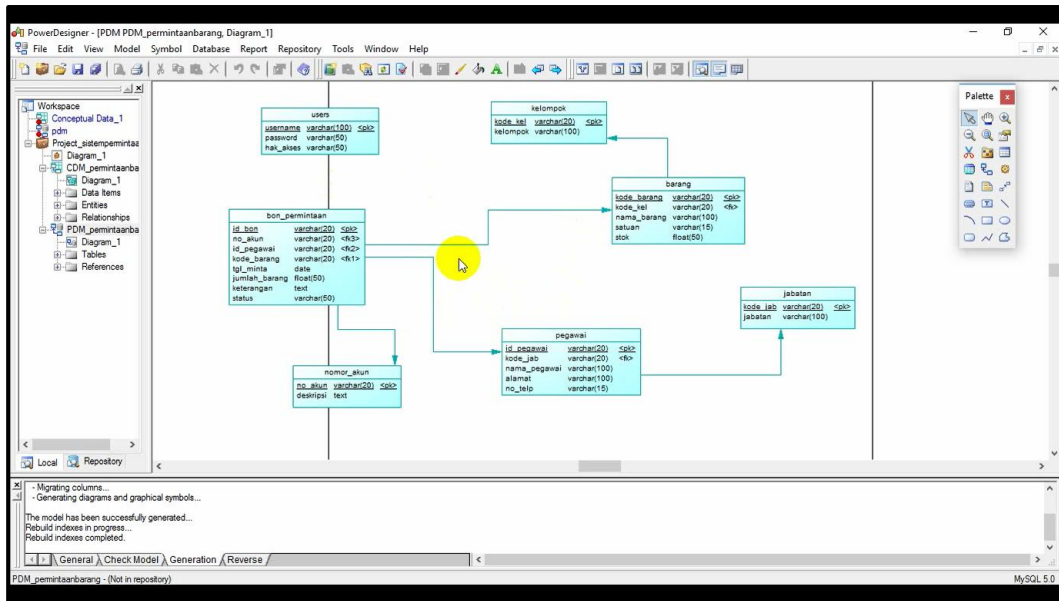 PowerDesigner - [PDM PDM_permintaanbarang, Diagram_1]
File Edit View Model Symbol Database Report Repository Tools Window Help
Workspace
Conceptual Data_1
pdm
Project_sistempermintaa
Diagram_1
CDM_permintaanba
Diagram_1
Data Items
Entities
Relationships
PDM_permintaanba
Diagram_1
Tables
References
Local Repository
users
username varchar(100) <pk>
password varchar(50)
hak_akses varchar(50)
kelompok
kode_kel varchar(20) <pk>
kelompok varchar(100)
barang
kode_barang varchar(20) <pk>
kode_kel varchar(20) <fk>
nama_barang varchar(100)
satuan varchar(15)
stok float(50)
bon_permintaan
id_bon varchar(20) <pk>
no_akun varchar(20) <fk3>
id_pegawai varchar(20) <fk2>
kode_barang varchar(20) <fk1>
tgl_minta date
jumlah_barang float(50)
keterangan text
status varchar(50)
jabatan
kode_jab varchar(20) <pk>
jabatan varchar(100)
pegawai
id_pegawai varchar(20) <pk>
kode_jab varchar(20) <fk>
nama_pegawai varchar(100)
alamat varchar(100)
no_telp varchar(15)
nomor_akun
no_akun varchar(20) <pk>
deskripsi text
Palette
- Migrating columns...
- Generating diagrams and graphical symbols...
The model has been successfully generated...
Rebuild indexes in progress...
Rebuild indexes completed.
General Check Model Generation Reverse
PDM_permintaanbarang - (Not in repository)
MySQL 5.0